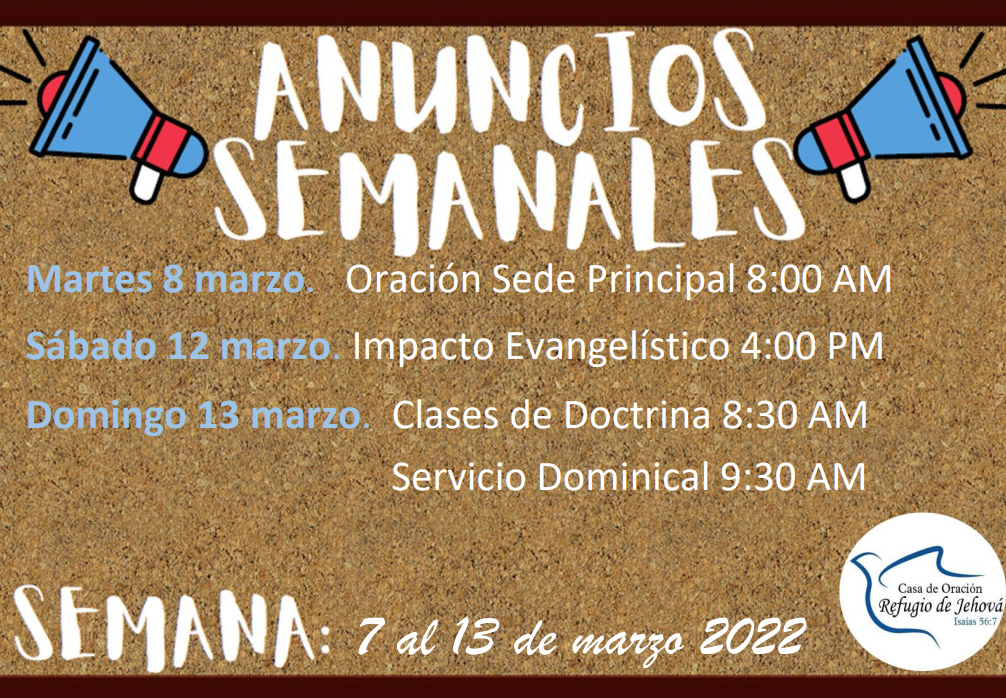 ANUNCIOS
SEMANALES
Martes 8 marzo. Oración Sede Principal 8:00 AM
Sábado 12 marzo. Impacto Evangelístico 4:00 PM
Domingo 13 marzo. Clases de Doctrina 8:30 AM
Servicio Dominical 9:30 AM
Casa de Oración
Refugio de Jehová
Isaías 56:7
SEMANA: 7 al 13 de marzo 2022